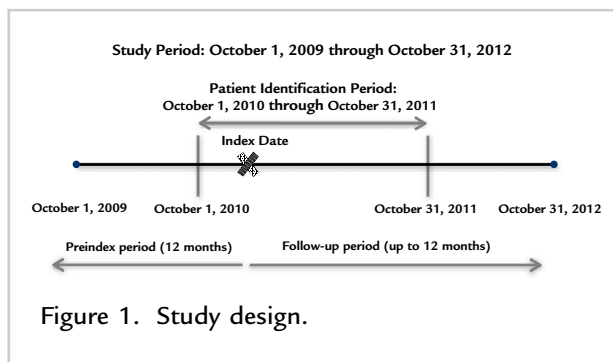 Study Period: October 1, 2009 through October 31, 2012
Patient Identification Period:
October 1, 2010 through October 31, 2011
Index Date
October 1, 2009 October 1, 2010 October 31, 2011 October 31, 2012
Preindex period (12 months) Follow-up period (up to 12 months)
Figure 1. Study design.